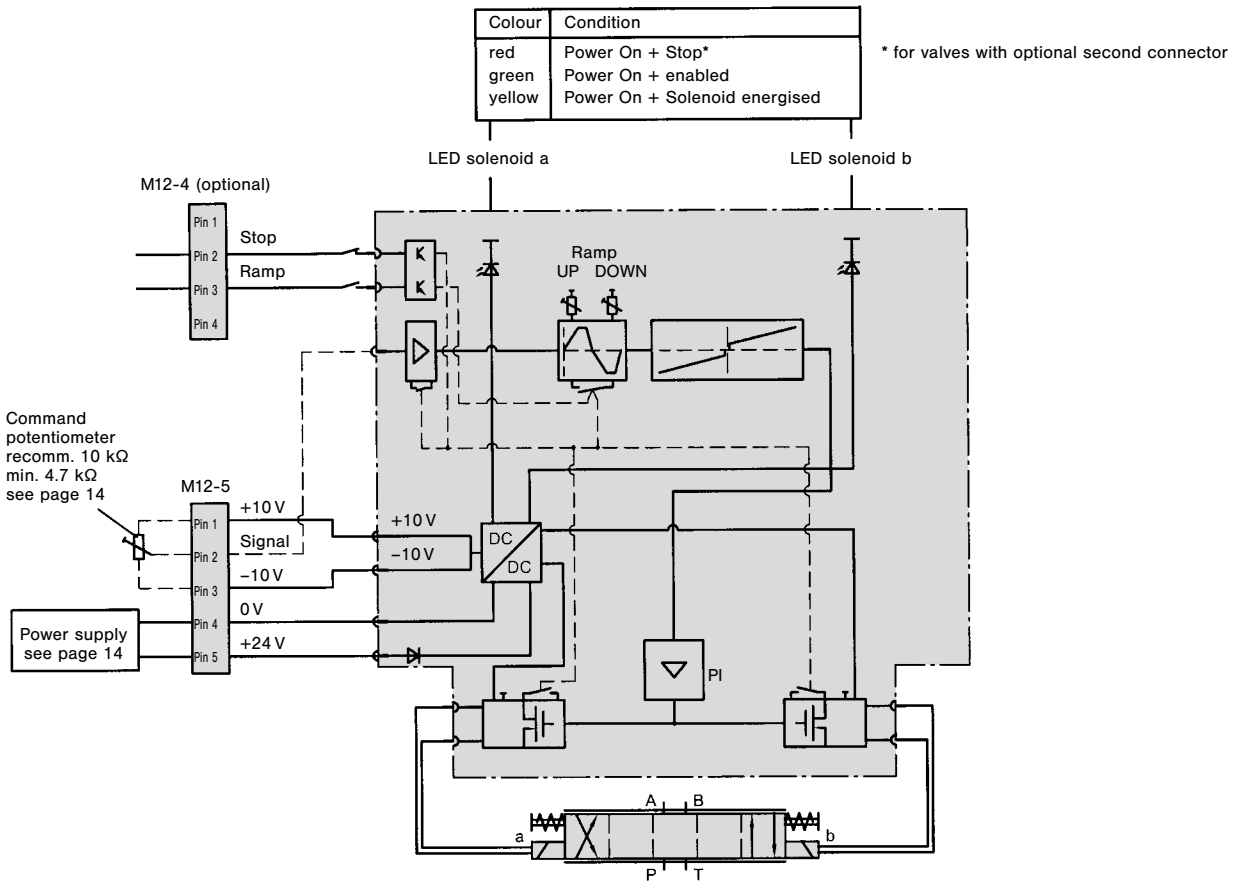 Colour Condition
red Power On + Stop*
green Power On + enabled
yellow Power On + Solenoid energised
* for valves with optional second connector
LED solenoid a
LED solenoid b
M12-4 (optional)
Pin 1
Pin 2
Pin 3
Pin 4
Stop
Ramp
Ramp
UP DOWN
Command
potentiometer
recomm. 10 kΩ
min. 4.7 kΩ
see page 14
M12-5
Pin 1
Pin 2
Pin 3
Pin 4
Pin 5
+10 V
Signal
−10 V
0 V
+24 V
+10 V
−10 V
DC
DC
Power supply
see page 14
PI
A B
a b
P T